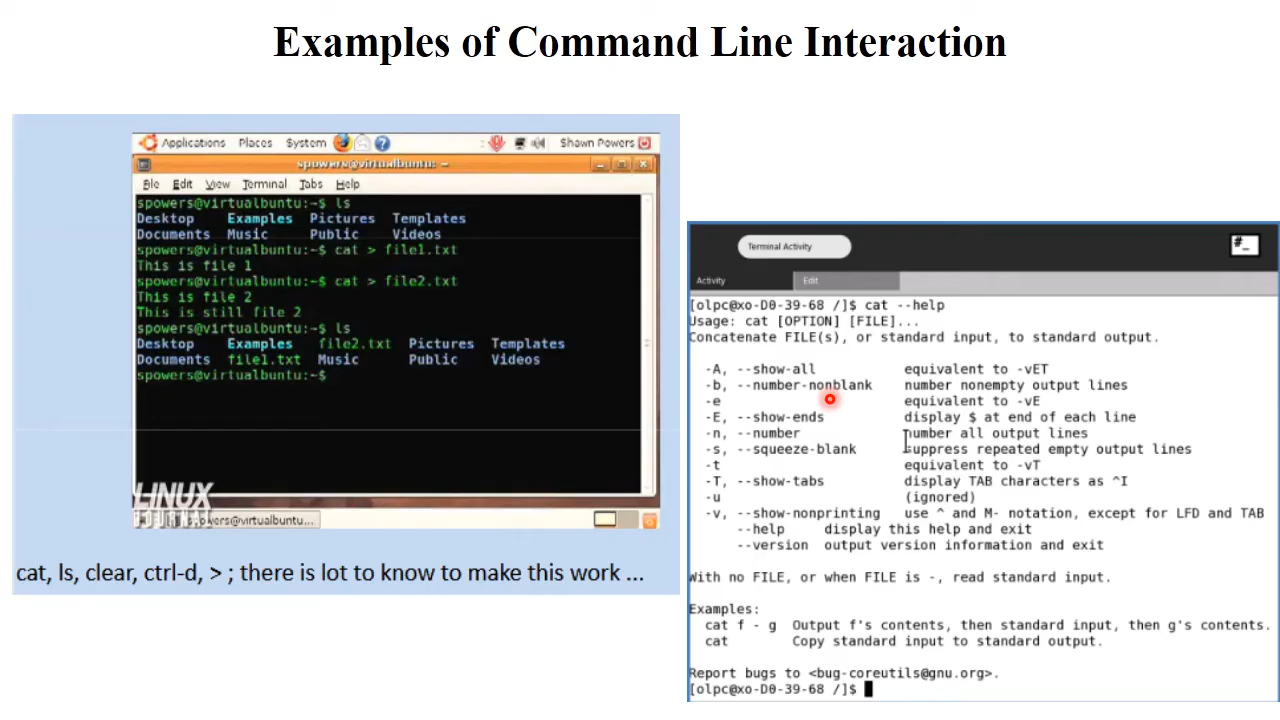 Examples of Command Line Interaction
Applications Places System Shawn Powers
spowers@virtualbuntu: ~
File Edit View Terminal Tabs Help
spowers@virtualbuntu:~$ ls
Desktop Examples Pictures Templates
Documents Music Public Videos
spowers@virtualbuntu:~$ cat > file1.txt
This is file 1
spowers@virtualbuntu:~$ cat > file2.txt
This is file 2
This is still file 2
spowers@virtualbuntu:~$ ls
Desktop Examples file2.txt Pictures Templates
Documents file1.txt Music Public Videos
spowers@virtualbuntu:~$
LINUX
JOURNAL
spowers@virtualbuntu...
cat, ls, clear, ctrl-d, > ; there is lot to know to make this work ...
Terminal Activity
#_
Activity Edit
[olpc@xo-D0-39-68 /]$ cat --help
Usage: cat [OPTION] [FILE]...
Concatenate FILE(s), or standard input, to standard output.
-A, --show-all equivalent to -vET
-b, --number-nonblank number nonempty output lines
-e equivalent to -vE
-E, --show-ends display $ at end of each line
-n, --number number all output lines
-s, --squeeze-blank suppress repeated empty output lines
-t equivalent to -vT
-T, --show-tabs display TAB characters as ^I
-u (ignored)
-v, --show-nonprinting use ^ and M- notation, except for LFD and TAB
--help display this help and exit
--version output version information and exit
With no FILE, or when FILE is -, read standard input.
Examples:
cat f - g Output f's contents, then standard input, then g's contents.
cat Copy standard input to standard output.
Report bugs to <bug-coreutils@gnu.org>.
[olpc@xo-D0-39-68 /]$